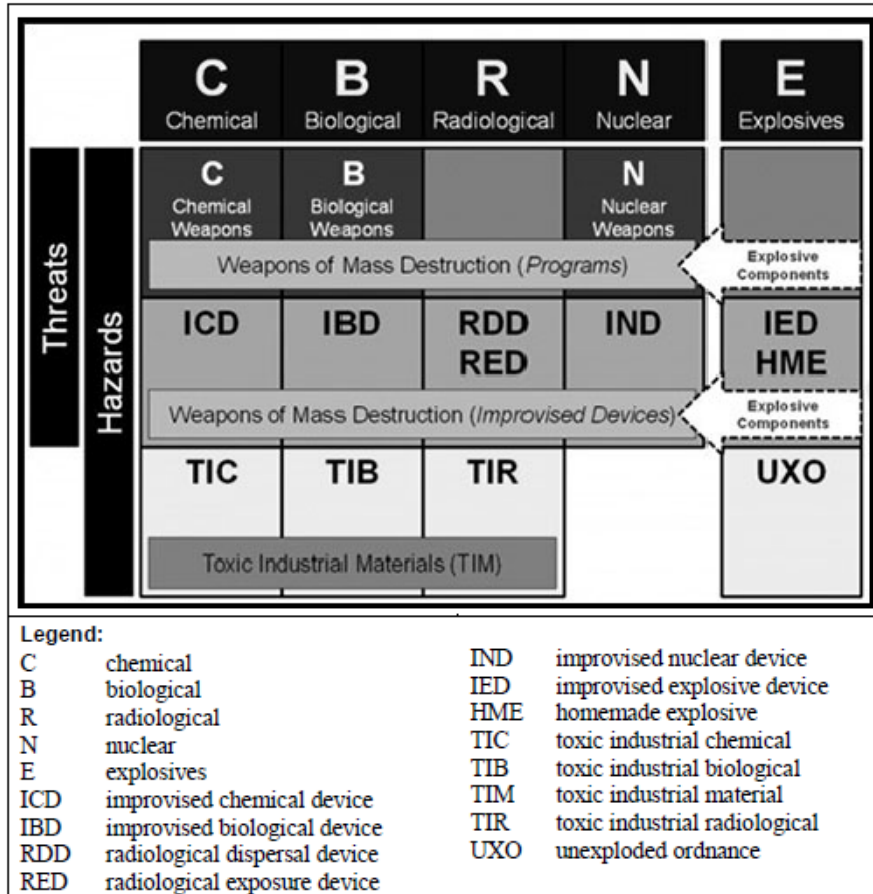 C B R N E
Chemical Biological Radiological Nuclear Explosives
Threats
Hazards
C B N
Chemical Biological Nuclear
Weapons Weapons Weapons
Weapons of Mass Destruction (Programs)
Explosive
Components
ICD IBD RDD IND IED
RED HME
Weapons of Mass Destruction (Improvised Devices)
Explosive
Components
TIC TIB TIR UXO
Toxic Industrial Materials (TIM)
Legend:
C chemical
B biological
R radiological
N nuclear
E explosives
ICD improvised chemical device
IBD improvised biological device
RDD radiological dispersal device
RED radiological exposure device
IND improvised nuclear device
IED improvised explosive device
HME homemade explosive
TIC toxic industrial chemical
TIB toxic industrial biological
TIM toxic industrial material
TIR toxic industrial radiological
UXO unexploded ordnance